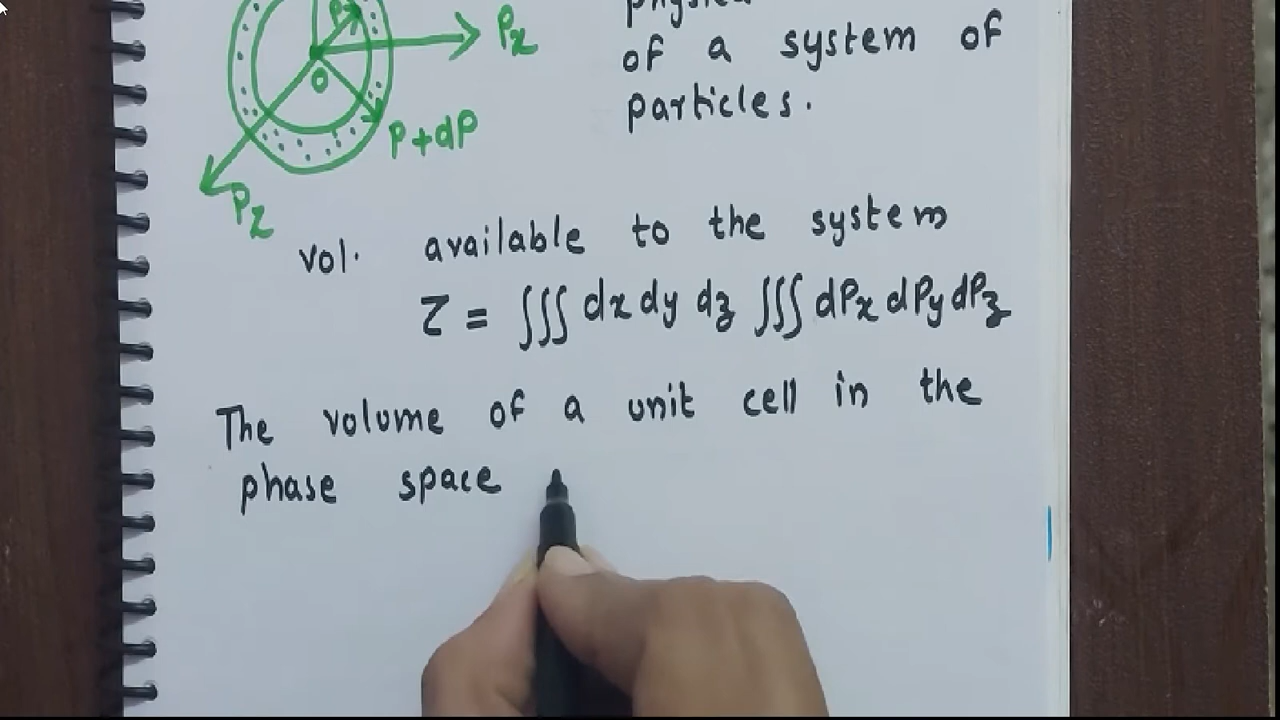 of a system of
particles.
Px
P+dP
Pz
Vol. available to the system
τ = ∫∫∫ dx dy dz ∫∫∫ dPx dPy dPz
The volume of a unit cell in the
phase space